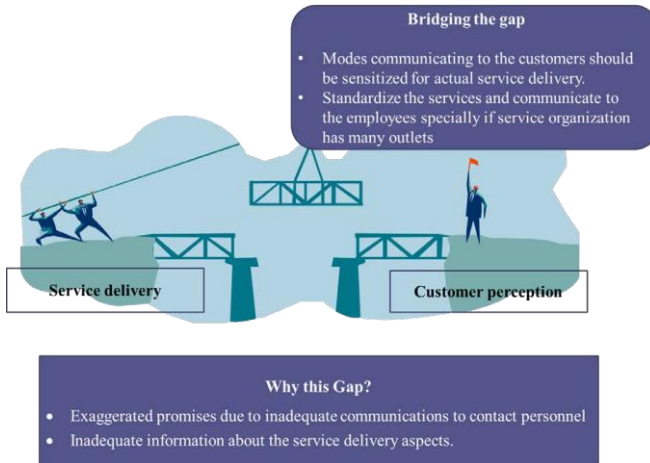 Bridging the gap
• Modes communicating to the customers should
be sensitized for actual service delivery.
• Standardize the services and communicate to
the employees specially if service organization
has many outlets
Service delivery
Customer perception
Why this Gap?
• Exaggerated promises due to inadequate communications to contact personnel
• Inadequate information about the service delivery aspects.